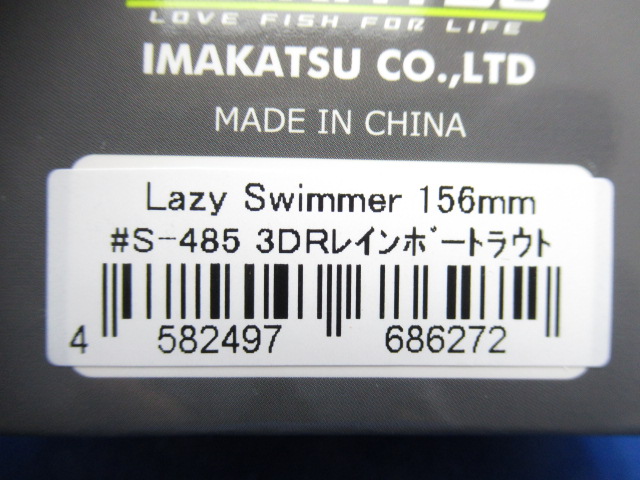 LOVE FISH FOR LIFE
IMAKATSU CO.,LTD
MADE IN CHINA
Lazy Swimmer 156mm
#S-485 3DRﾚｲﾝﾎﾞｰﾄﾗｳﾄ
4 582497 686272